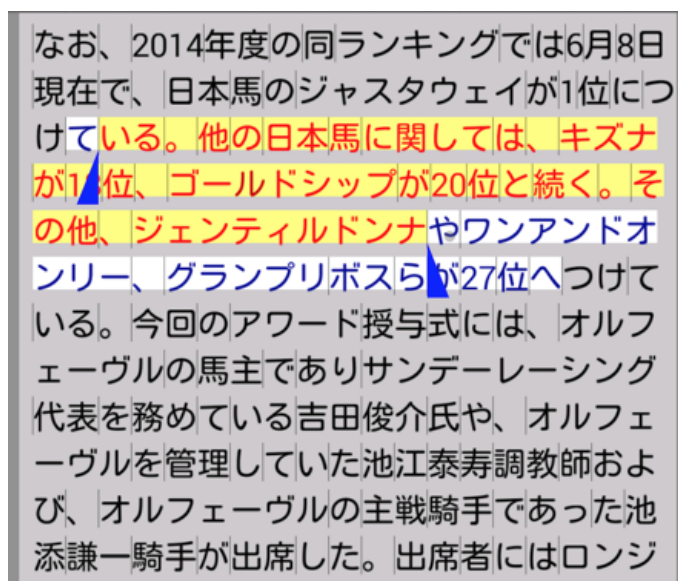 なお、2014年度の同ランキングでは6月8日
現在で、日本馬のジャスタウェイが1位につ
けている。他の日本馬に関しては、キズナ
が1位、ゴールドシップが20位と続く。そ
の他、ジェンティルドンナやワンアンドオ
ンリー、グランプリボスらが27位へつけて
いる。今回のアワード授与式には、オルフ
ェーヴルの馬主でありサンデーレーシング
代表を務めている吉田俊介氏や、オルフェ
ーヴルを管理していた池江泰寿調教師およ
び、オルフェーヴルの主戦騎手であった池
添謙一騎手が出席した。出席者にはロンジ